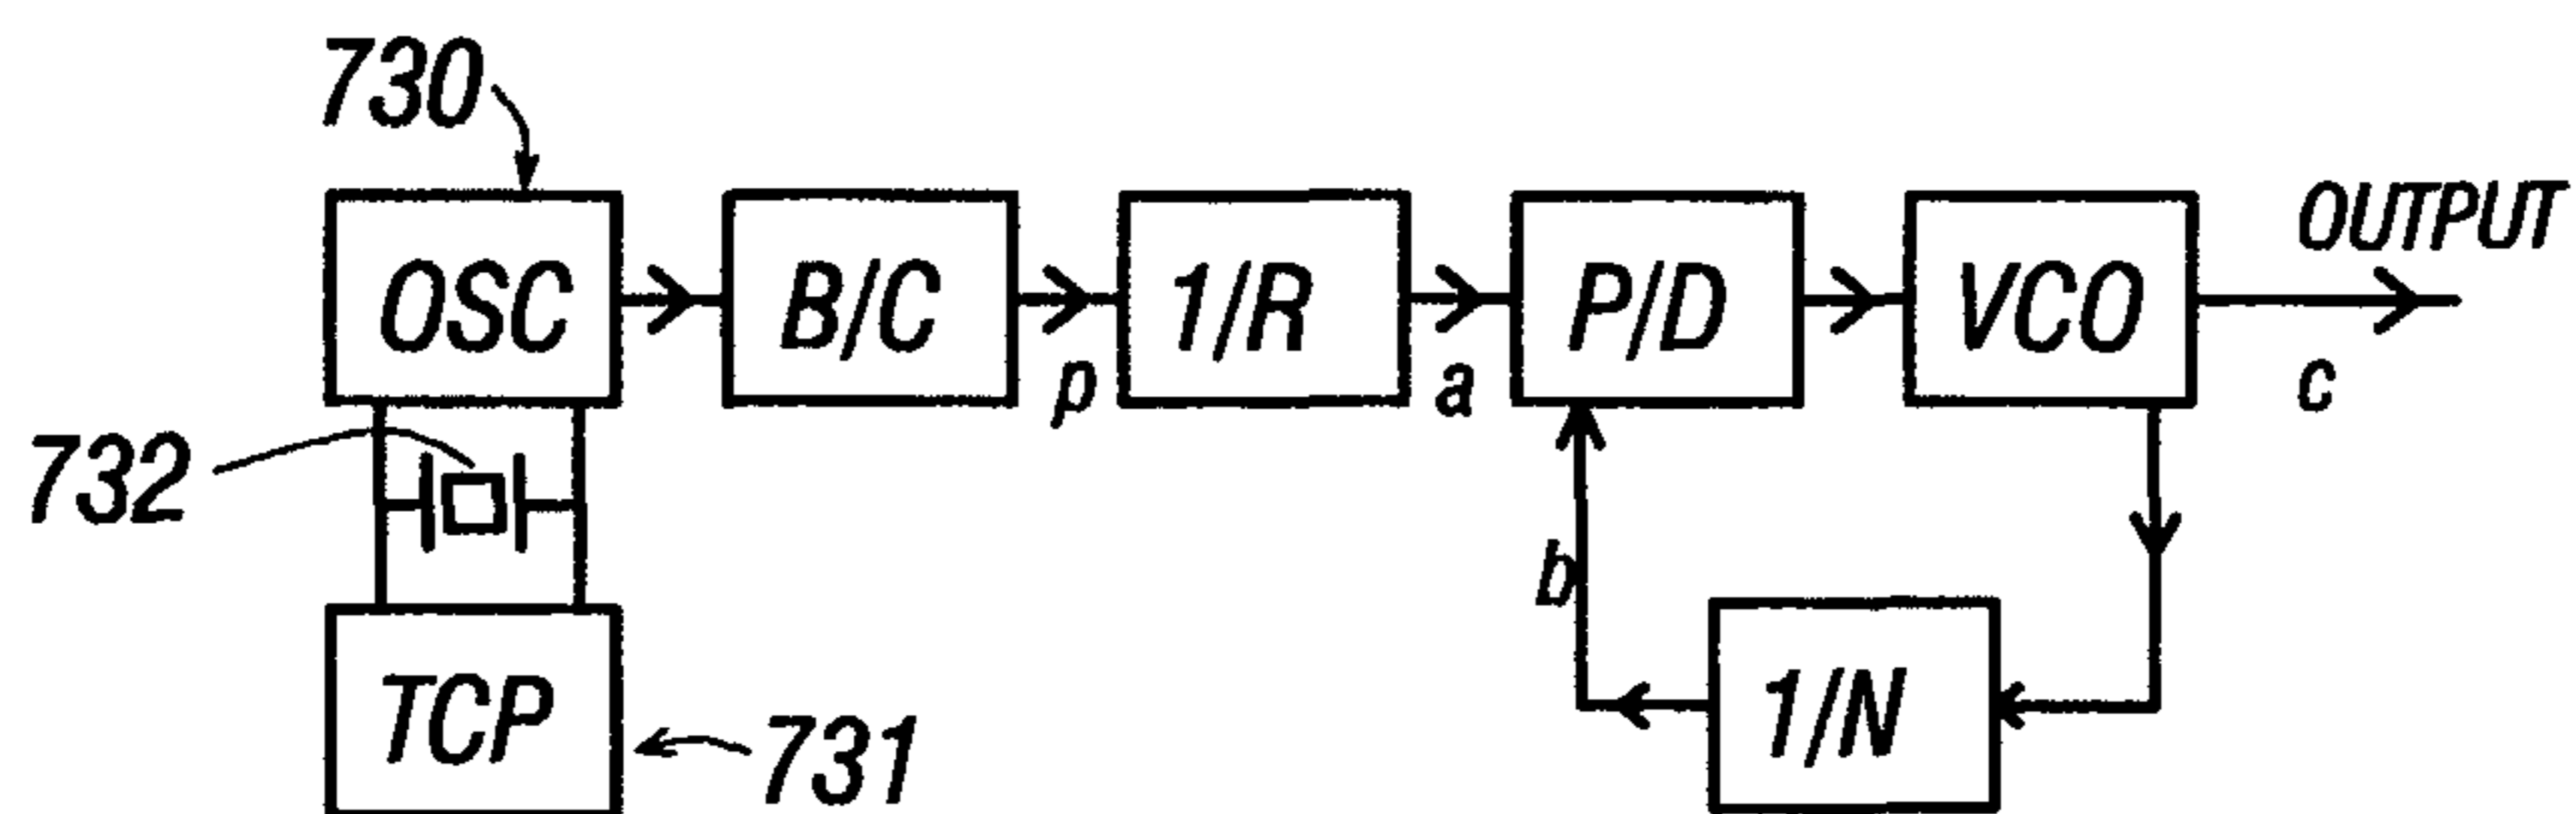 730
OSC
B/C
p
1/R
a
P/D
VCO
OUTPUT
c
732
b
TCP
731
1/N